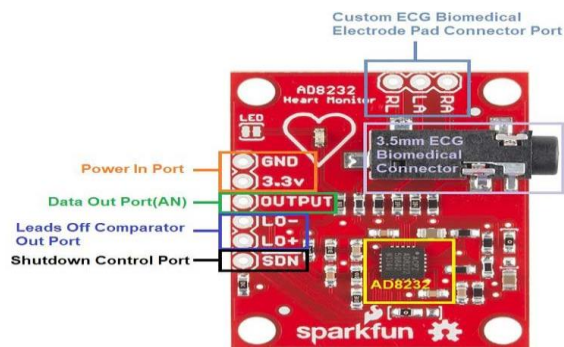 Custom ECG Biomedical
Electrode Pad Connector Port
AD8232
Heart Monitor
RL
LA
RA
LED
3.5mm ECG
Biomedical
Connector
Power In Port
GND
3.3v
Data Out Port(AN)
OUTPUT
Leads Off Comparator
Out Port
LO-
LO+
Shutdown Control Port
SDN
AD8232
sparkfun